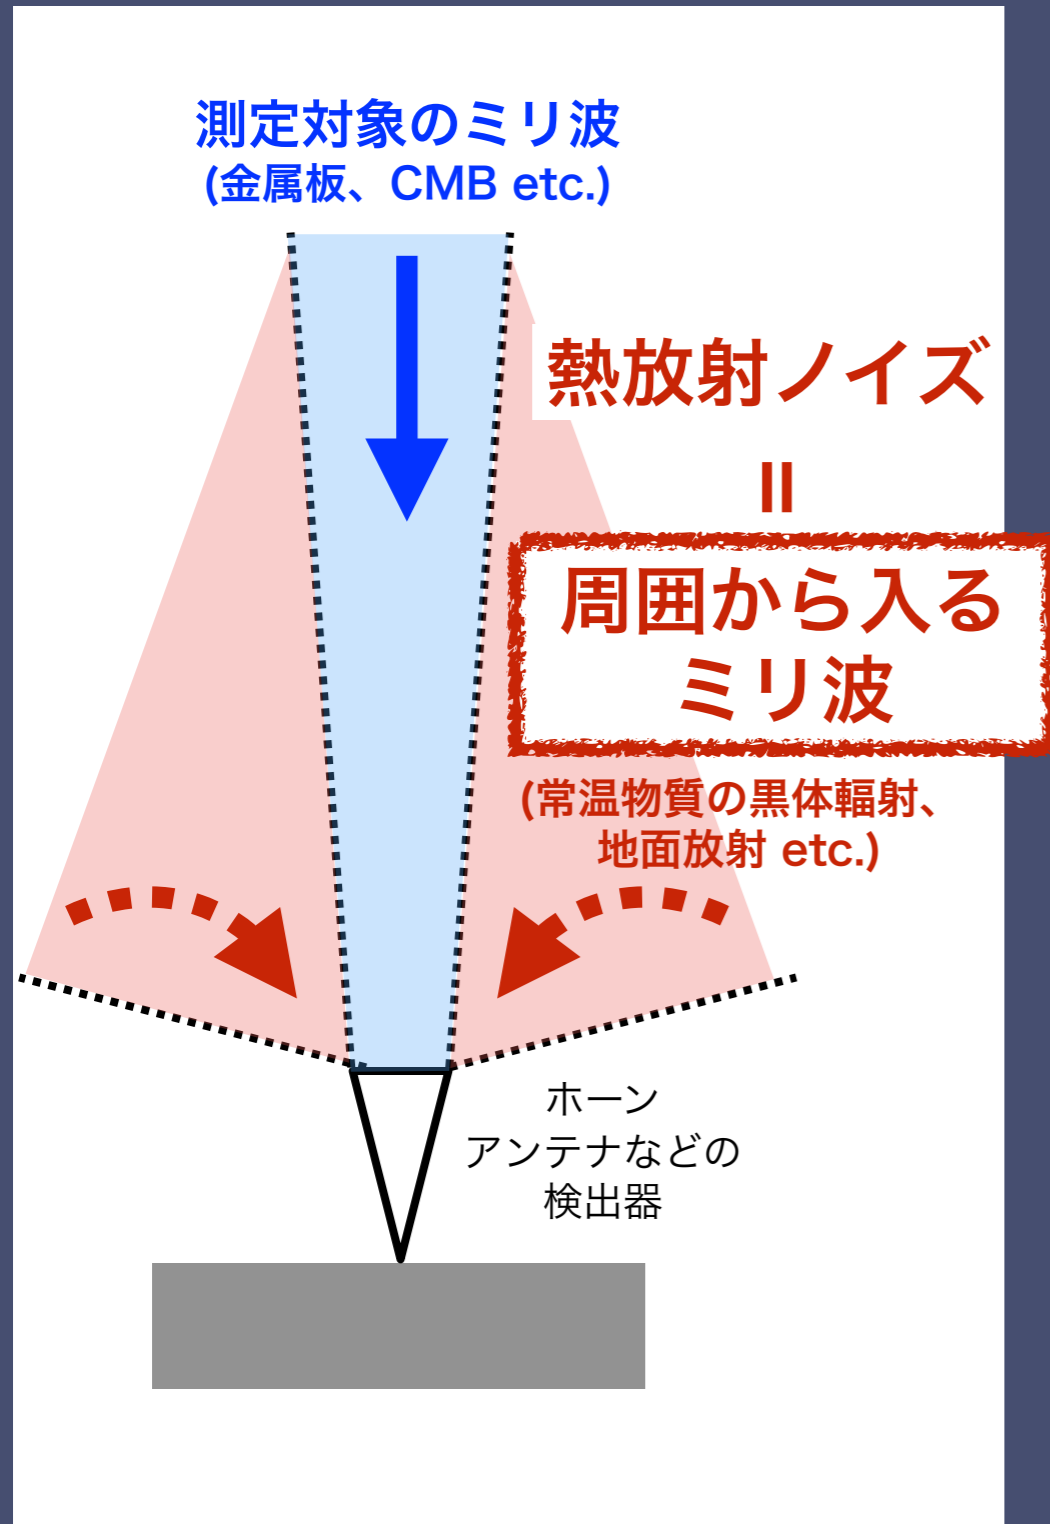 測定対象のミリ波
(金属板、CMB etc.)
熱放射ノイズ
=
周囲から入る
ミリ波
(常温物質の黒体輻射、
地面放射 etc.)
ホーン
アンテナなどの
検出器